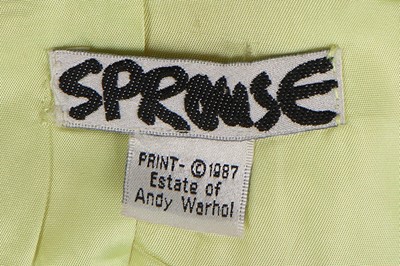 SPROUSE
PRINT- ©1987
Estate of
Andy Warhol